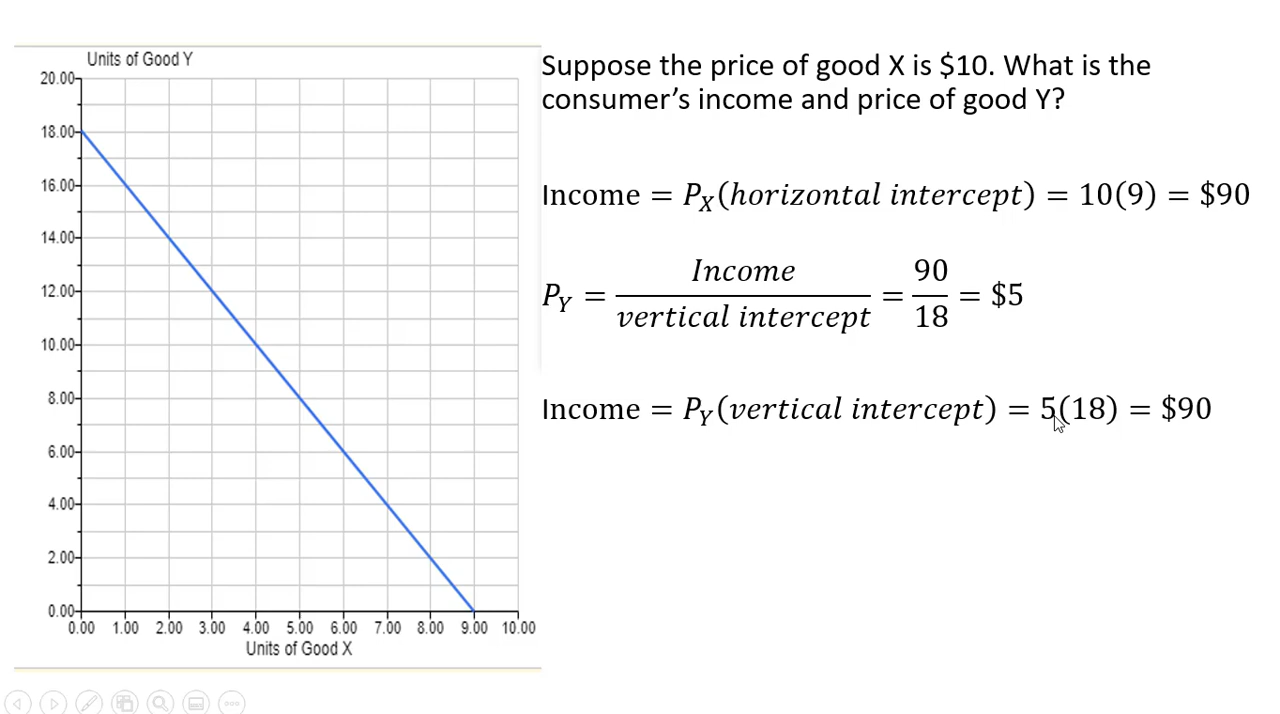 Units of Good Y
20.00
18.00
16.00
14.00
12.00
10.00
8.00
6.00
4.00
2.00
0.00
0.00 1.00 2.00 3.00 4.00 5.00 6.00 7.00 8.00 9.00 10.00
Units of Good X
Suppose the price of good X is $10. What is the
consumer’s income and price of good Y?
Income = P_X(horizontal intercept) = 10(9) = $90
P_Y = Income / vertical intercept = 90/18 = $5
Income = P_Y(vertical intercept) = 5(18) = $90